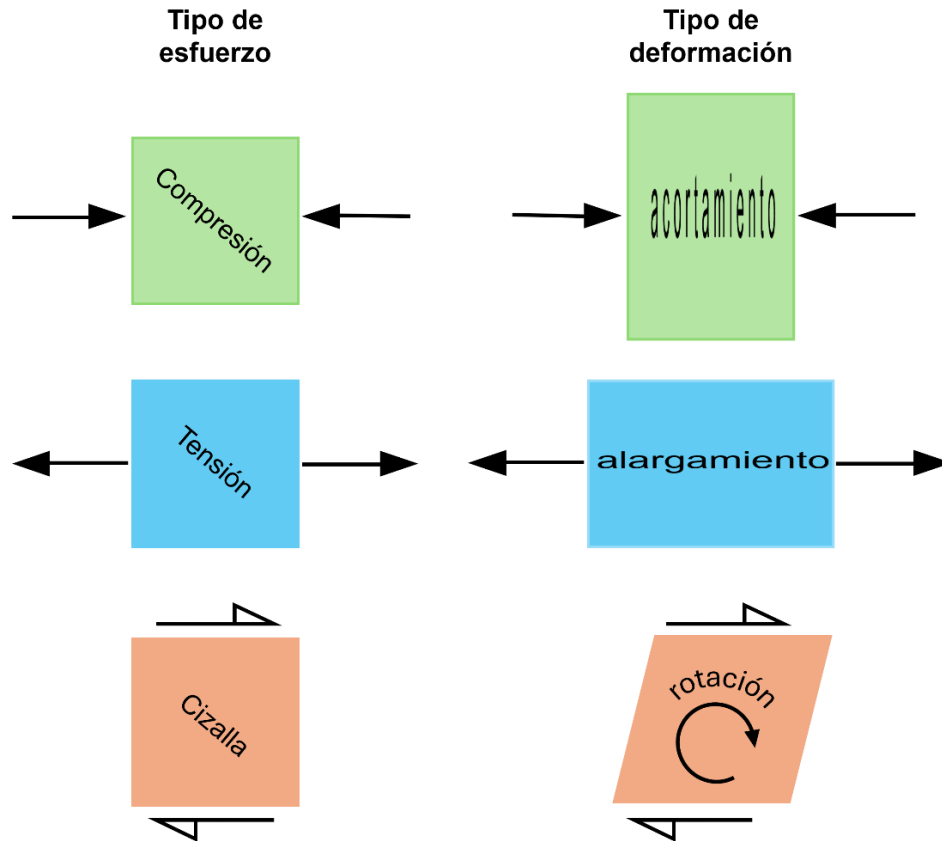 Tipo de
esfuerzo
Tipo de
deformación
Compresión
acortamiento
Tensión
alargamiento
Cizalla
rotación